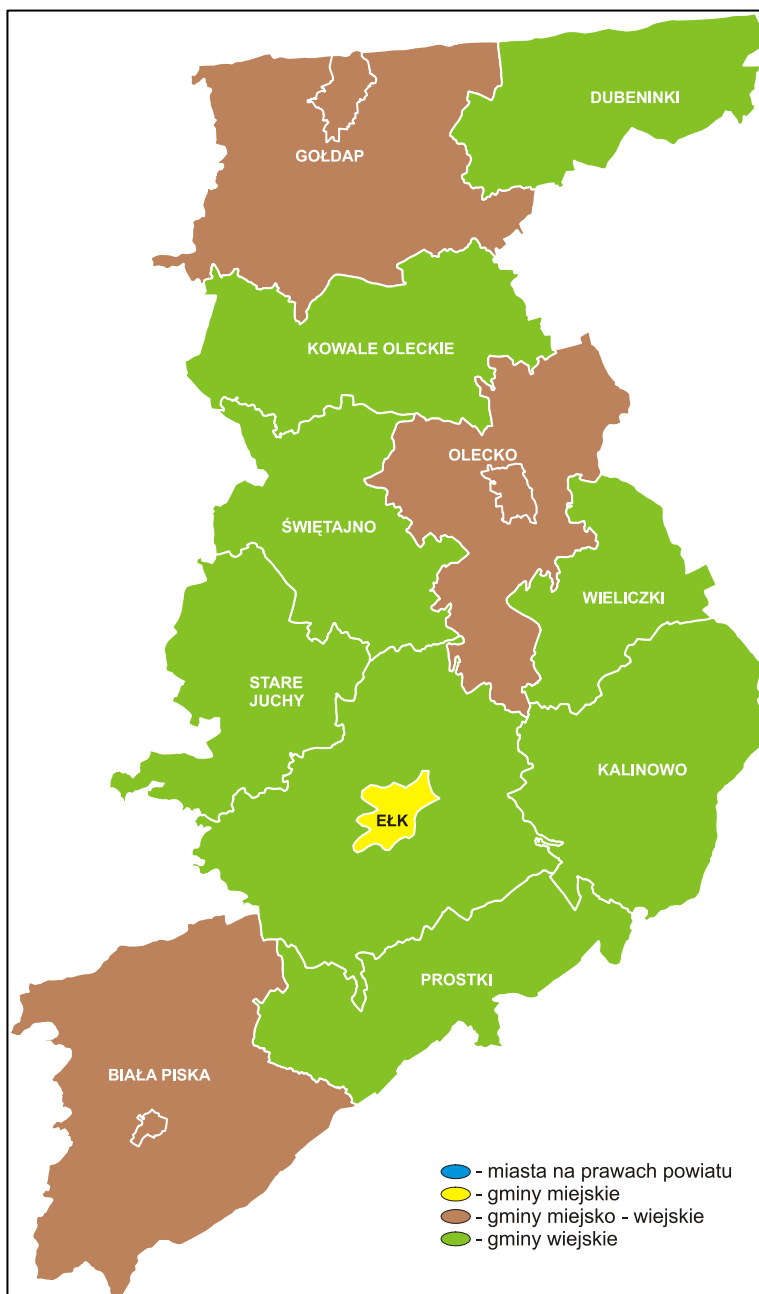 DUBENINKI
GOŁDAP
KOWALE OLECKIE
OLECKO
ŚWIĘTAJNO
WIELICZKI
STARE
JUCHY
KALINOWO
EŁK
PROSTKI
BIAŁA PISKA
- miasta na prawach powiatu
- gminy miejskie
- gminy miejsko - wiejskie
- gminy wiejskie